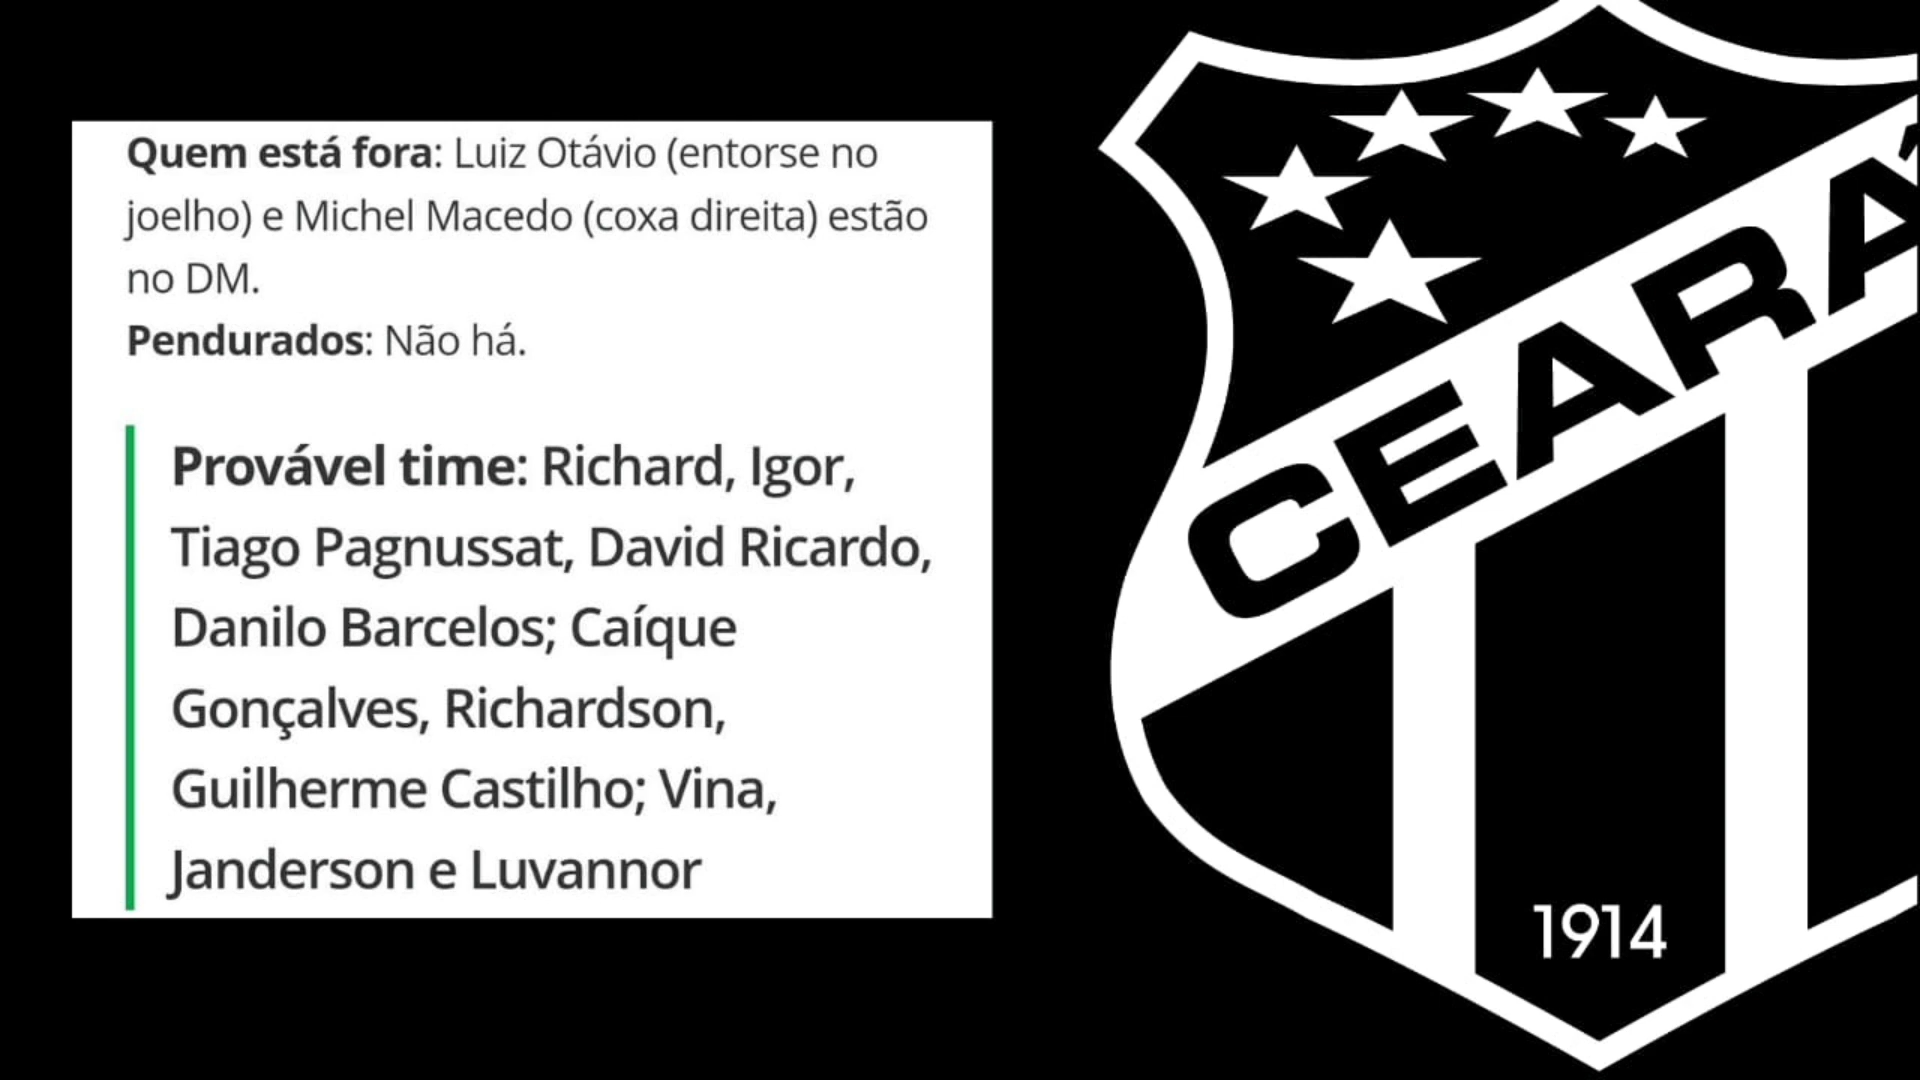 Quem está fora: Luiz Otávio (entorse no
joelho) e Michel Macedo (coxa direita) estão
no DM.
Pendurados: Não há.
Provável time: Richard, Igor,
Tiago Pagnussat, David Ricardo,
Danilo Barcelos; Caíque
Gonçalves, Richardson,
Guilherme Castilho; Vina,
Janderson e Luvannor
CEARÁ
1914